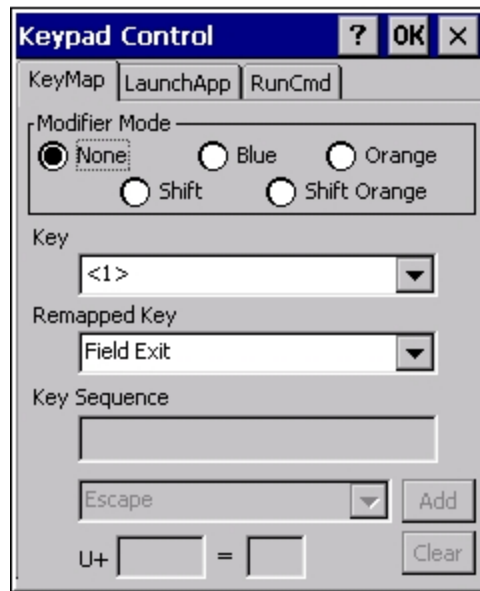 Keypad Control ? OK ×
KeyMap LaunchApp RunCmd
Modifier Mode
None Blue Orange
Shift Shift Orange
Key
<1>
Remapped Key
Field Exit
Key Sequence
Escape Add
U+ = Clear